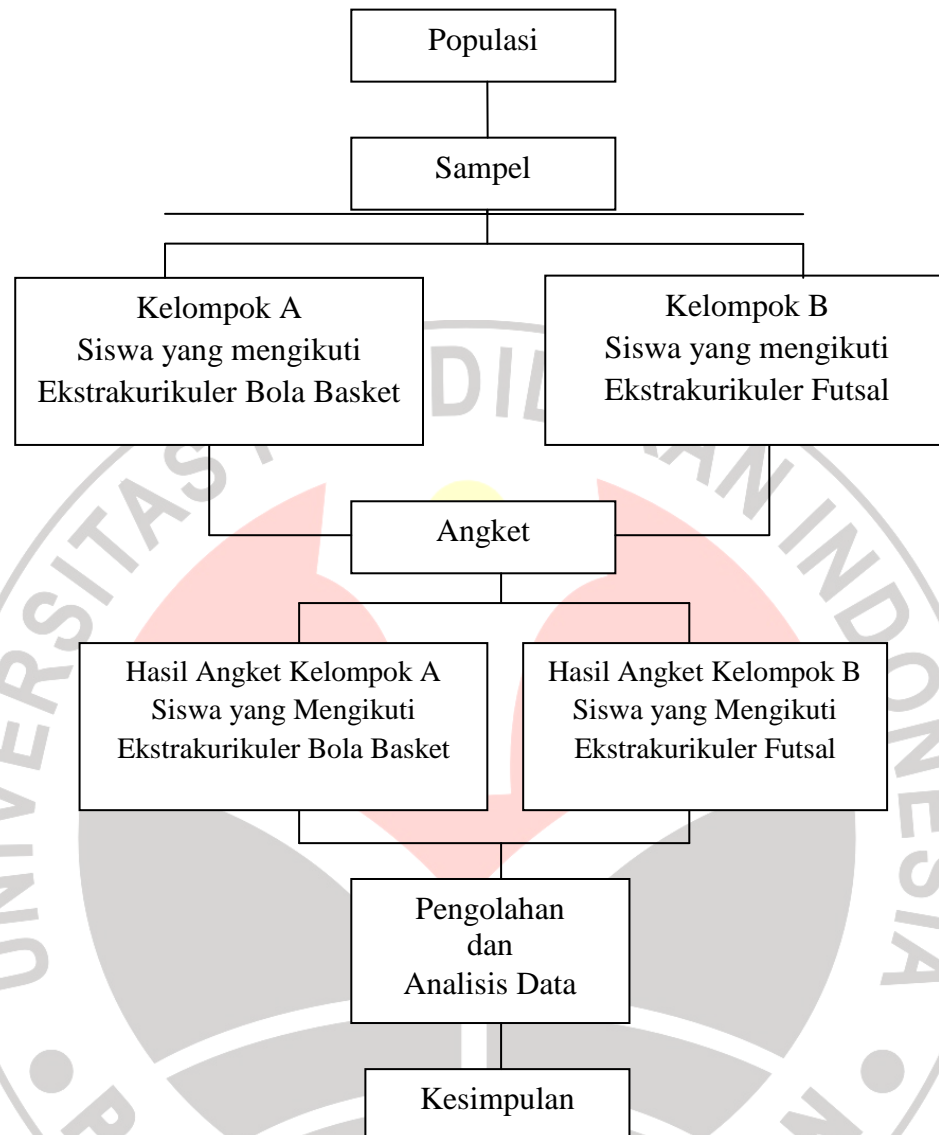 Populasi
Sampel
Kelompok A
Siswa yang mengikuti
Ekstrakurikuler Bola Basket
Kelompok B
Siswa yang mengikuti
Ekstrakurikuler Futsal
Angket
Hasil Angket Kelompok A
Siswa yang Mengikuti
Ekstrakurikuler Bola Basket
Hasil Angket Kelompok B
Siswa yang Mengikuti
Ekstrakurikuler Futsal
Pengolahan
dan
Analisis Data
Kesimpulan